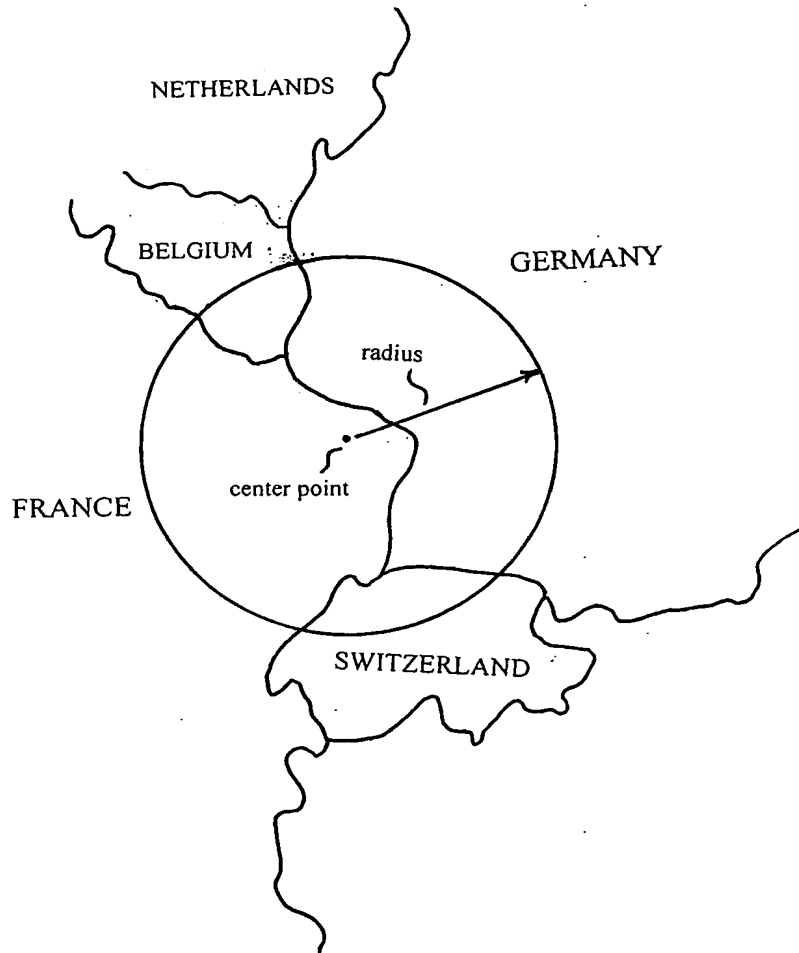 NETHERLANDS
BELGIUM
GERMANY
radius
center point
FRANCE
SWITZERLAND